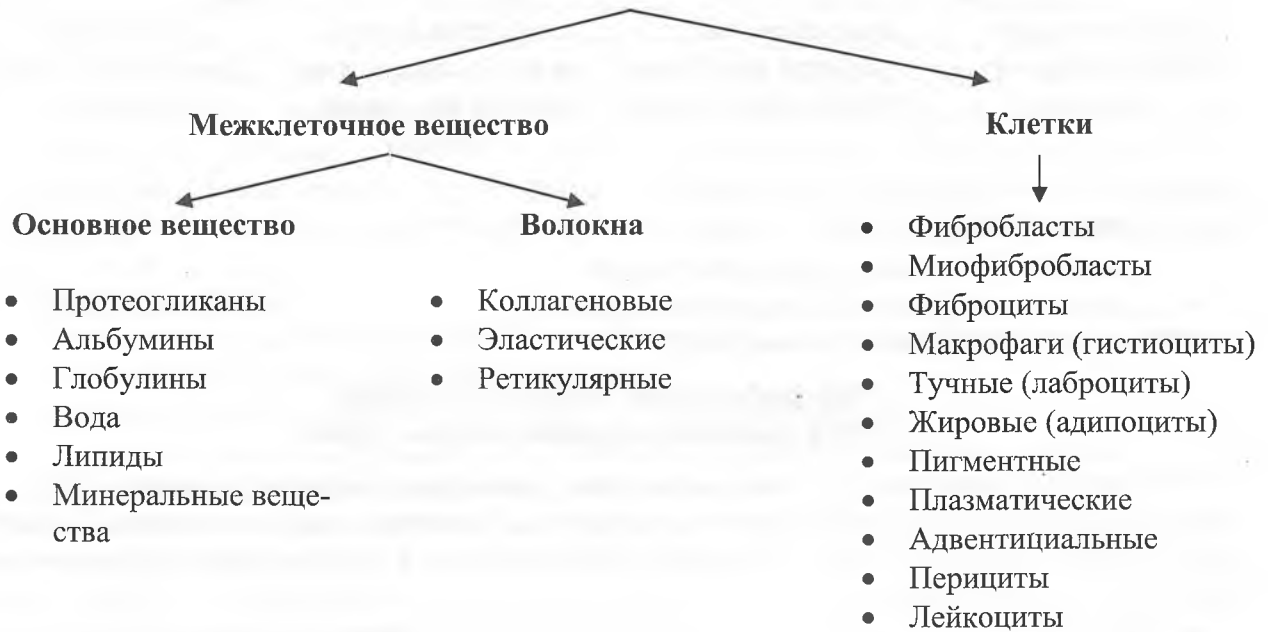 Межклеточное вещество
Клетки
Основное вещество
Волокна
• Протеогликаны
• Альбумины
• Глобулины
• Вода
• Липиды
• Минеральные веще-
ства
• Коллагеновые
• Эластические
• Ретикулярные
• Фибробласты
• Миофибробласты
• Фиброциты
• Макрофаги (гистиоциты)
• Тучные (лаброциты)
• Жировые (адипоциты)
• Пигментные
• Плазматические
• Адвентициальные
• Перициты
• Лейкоциты